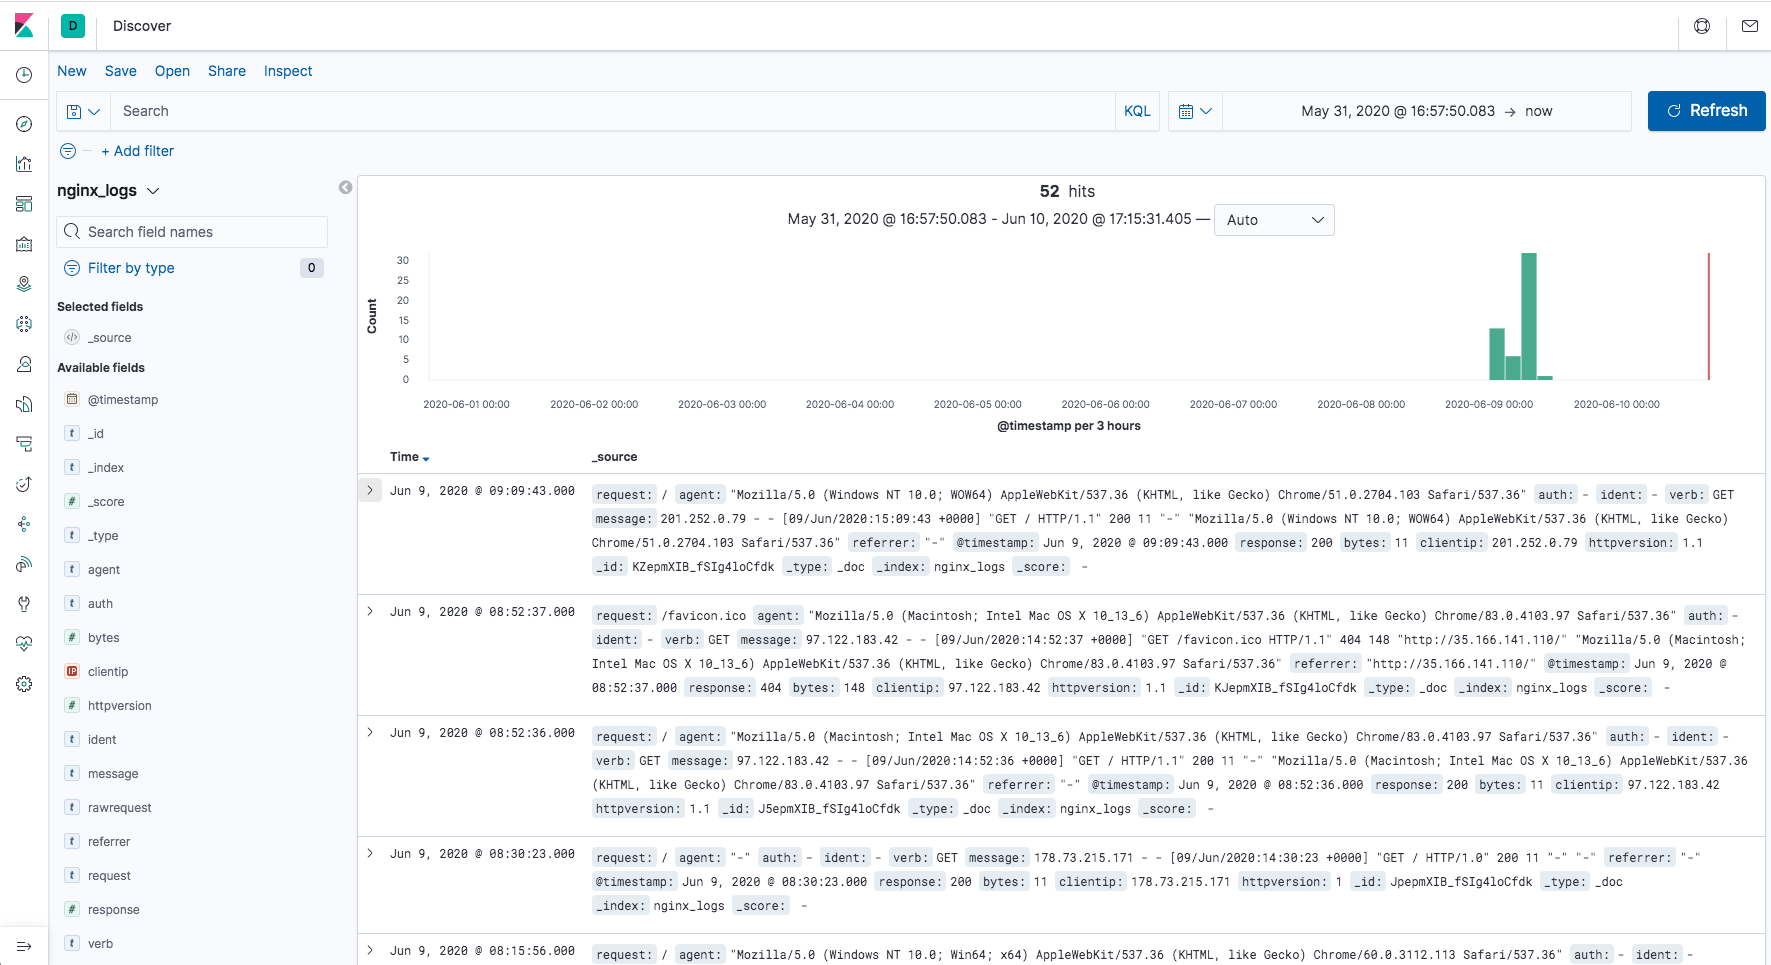 D Discover
New Save Open Share Inspect
Search KQL May 31, 2020 @ 16:57:50.083 → now Refresh
+ Add filter
nginx_logs
Search field names
Filter by type 0
Selected fields
_source
Available fields
@timestamp
t _id
t _index
# _score
t _type
t agent
t auth
# bytes
IP clientip
# httpversion
t ident
t message
t rawrequest
t referrer
t request
# response
t verb
52 hits
May 31, 2020 @ 16:57:50.083 - Jun 10, 2020 @ 17:15:31.405 — Auto
Count
30
25
20
15
10
5
0
2020-06-01 00:00 2020-06-02 00:00 2020-06-03 00:00 2020-06-04 00:00 2020-06-05 00:00 2020-06-06 00:00 2020-06-07 00:00 2020-06-08 00:00 2020-06-09 00:00 2020-06-10 00:00
@timestamp per 3 hours
Time _source
Jun 9, 2020 @ 09:09:43.000 request: / agent: "Mozilla/5.0 (Windows NT 10.0; WOW64) AppleWebKit/537.36 (KHTML, like Gecko) Chrome/51.0.2704.103 Safari/537.36" auth: - ident: - verb: GET
message: 201.252.0.79 - - [09/Jun/2020:15:09:43 +0000] "GET / HTTP/1.1" 200 11 "-" "Mozilla/5.0 (Windows NT 10.0; WOW64) AppleWebKit/537.36 (KHTML, like Gecko)
Chrome/51.0.2704.103 Safari/537.36" referrer: "-" @timestamp: Jun 9, 2020 @ 09:09:43.000 response: 200 bytes: 11 clientip: 201.252.0.79 httpversion: 1.1
_id: KZepmXIB_fSIg4loCfdk _type: _doc _index: nginx_logs _score: -
Jun 9, 2020 @ 08:52:37.000 request: /favicon.ico agent: "Mozilla/5.0 (Macintosh; Intel Mac OS X 10_13_6) AppleWebKit/537.36 (KHTML, like Gecko) Chrome/83.0.4103.97 Safari/537.36" auth: -
ident: - verb: GET message: 97.122.183.42 - - [09/Jun/2020:14:52:37 +0000] "GET /favicon.ico HTTP/1.1" 404 148 "http://35.166.141.110/" "Mozilla/5.0 (Macintosh;
Intel Mac OS X 10_13_6) AppleWebKit/537.36 (KHTML, like Gecko) Chrome/83.0.4103.97 Safari/537.36" referrer: "http://35.166.141.110/" @timestamp: Jun 9, 2020 @
08:52:37.000 response: 404 bytes: 148 clientip: 97.122.183.42 httpversion: 1.1 _id: KJepmXIB_fSIg4loCfdk _type: _doc _index: nginx_logs _score: -
Jun 9, 2020 @ 08:52:36.000 request: / agent: "Mozilla/5.0 (Macintosh; Intel Mac OS X 10_13_6) AppleWebKit/537.36 (KHTML, like Gecko) Chrome/83.0.4103.97 Safari/537.36" auth: - ident: -
verb: GET message: 97.122.183.42 - - [09/Jun/2020:14:52:36 +0000] "GET / HTTP/1.1" 200 11 "-" "Mozilla/5.0 (Macintosh; Intel Mac OS X 10_13_6) AppleWebKit/537.36
(KHTML, like Gecko) Chrome/83.0.4103.97 Safari/537.36" referrer: "-" @timestamp: Jun 9, 2020 @ 08:52:36.000 response: 200 bytes: 11 clientip: 97.122.183.42
httpversion: 1.1 _id: J5epmXIB_fSIg4loCfdk _type: _doc _index: nginx_logs _score: -
Jun 9, 2020 @ 08:30:23.000 request: / agent: "-" auth: - ident: - verb: GET message: 178.73.215.171 - - [09/Jun/2020:14:30:23 +0000] "GET / HTTP/1.0" 200 11 "-" "-" referrer: "-"
@timestamp: Jun 9, 2020 @ 08:30:23.000 response: 200 bytes: 11 clientip: 178.73.215.171 httpversion: 1 _id: JpepmXIB_fSIg4loCfdk _type: _doc
_index: nginx_logs _score: -
Jun 9, 2020 @ 08:15:56.000 request: / agent: "Mozilla/5.0 (Windows NT 10.0; Win64; x64) AppleWebKit/537.36 (KHTML, like Gecko) Chrome/60.0.3112.113 Safari/537.36" auth: - ident: -